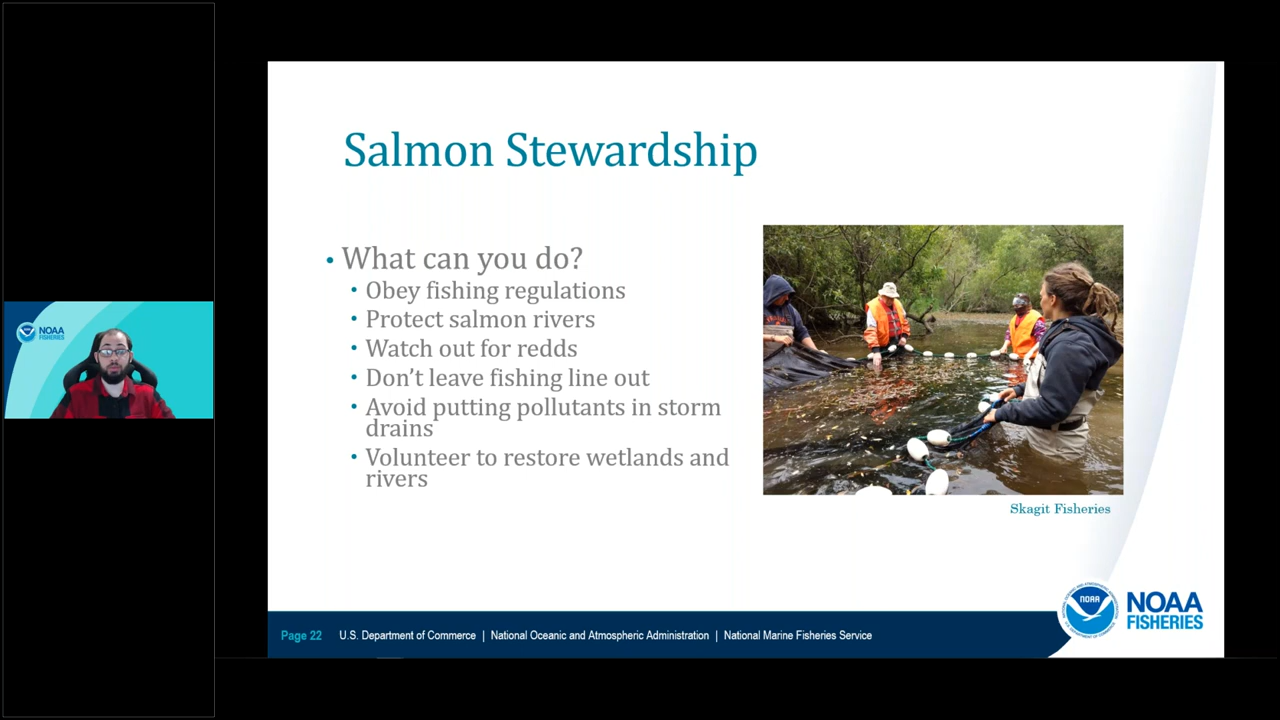 NOAA
FISHERIES
Salmon Stewardship
• What can you do?
• Obey fishing regulations
• Protect salmon rivers
• Watch out for redds
• Don’t leave fishing line out
• Avoid putting pollutants in storm
drains
• Volunteer to restore wetlands and
rivers
Skagit Fisheries
Page 22 U.S. Department of Commerce | National Oceanic and Atmospheric Administration | National Marine Fisheries Service
NOAA
NOAA
FISHERIES